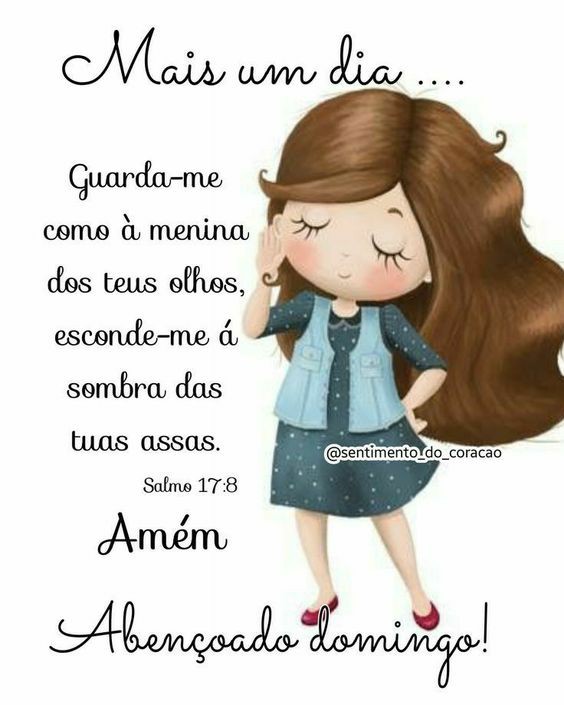 Mais um dia ....
Guarda-me
como à menina
dos teus olhos,
esconde-me á
sombra das
tuas assas.
@sentimento_do_coracao
Salmo 17:8
Amém
Abençoado domingo!